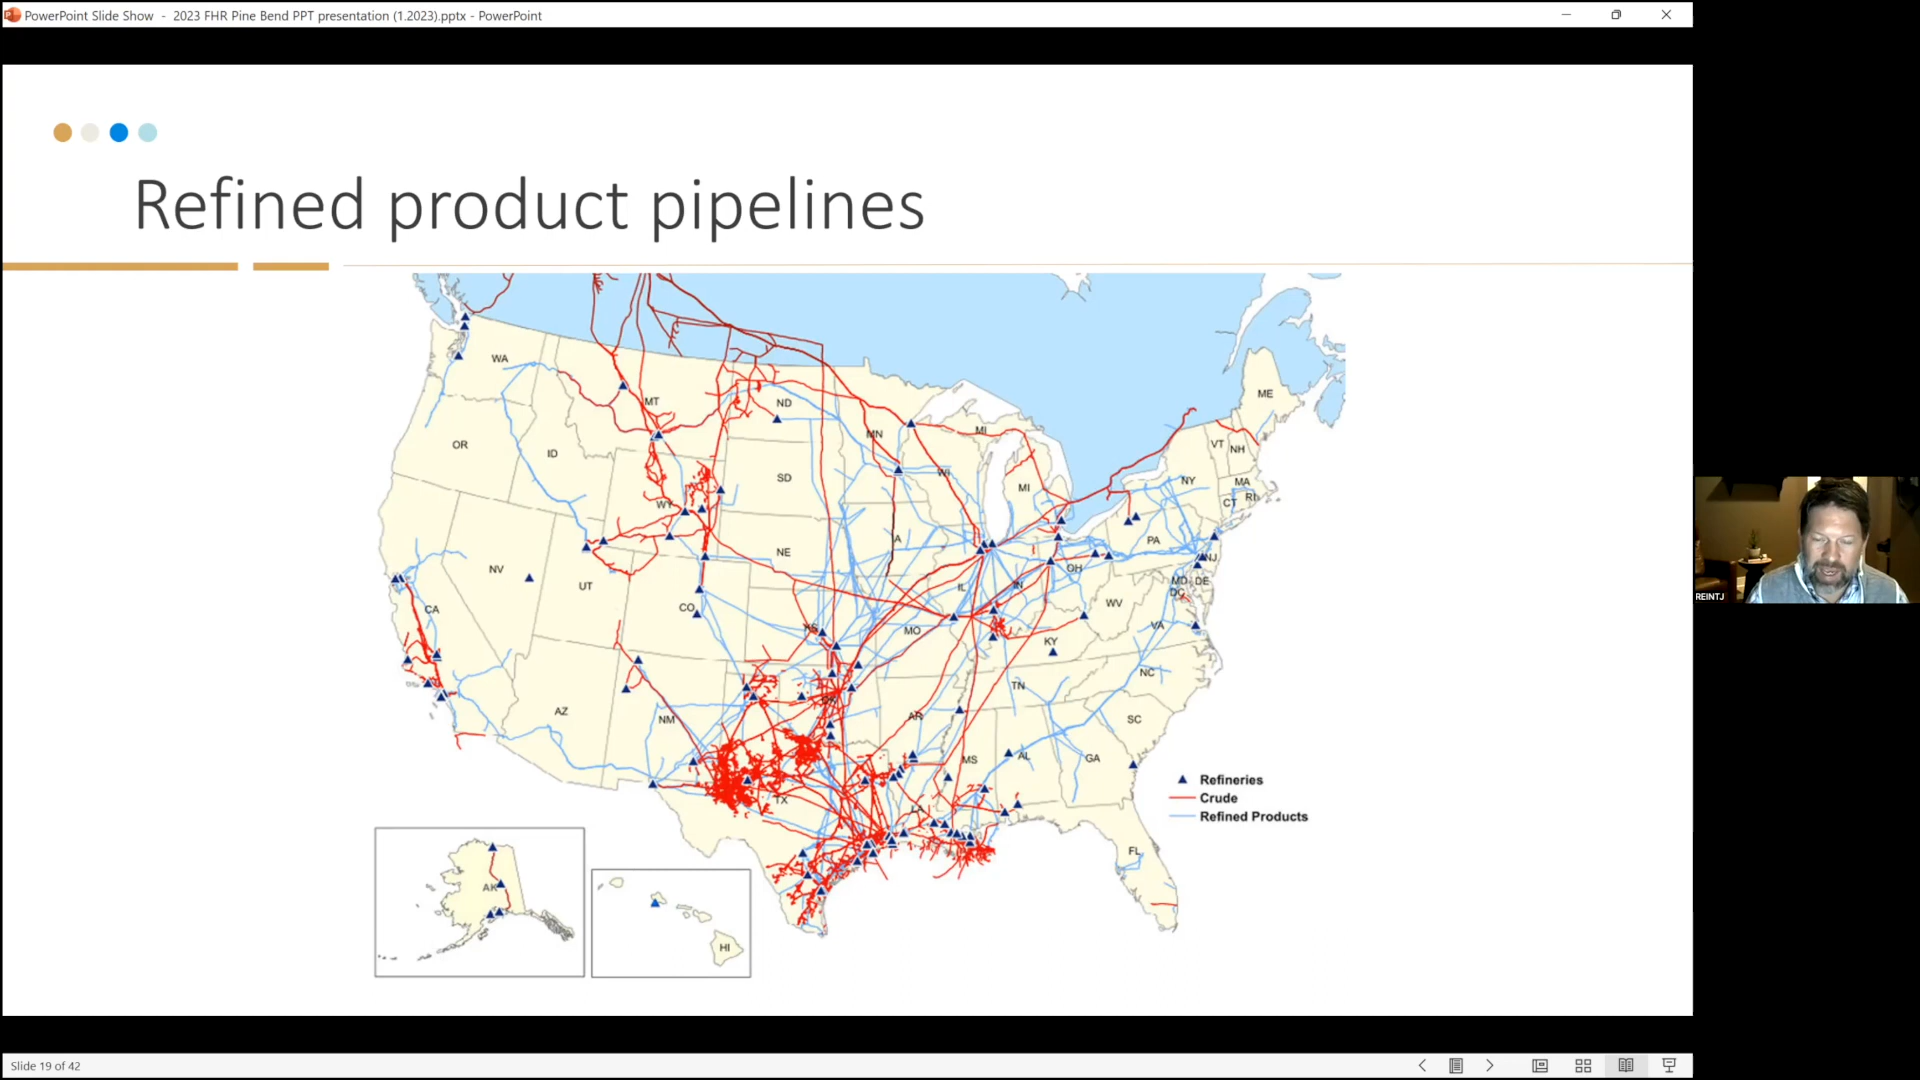 PowerPoint Slide Show - 2023 FHR Pine Bend PPT presentation (1.2023).pptx - PowerPoint
Refined product pipelines
WA
MT
ND
MN
MI
ME
VT
NH
OR
ID
SD
WI
MI
NY
MA
CT
RI
WY
NV
UT
NE
IA
PA
NJ
OH
IL
IN
MD
DE
DC
CA
CO
WV
KS
MO
KY
VA
NC
TN
AZ
NM
OK
AR
SC
MS
AL
GA
TX
LA
FL
Refineries
Crude
Refined Products
AK
HI
REINTJ
Slide 19 of 42